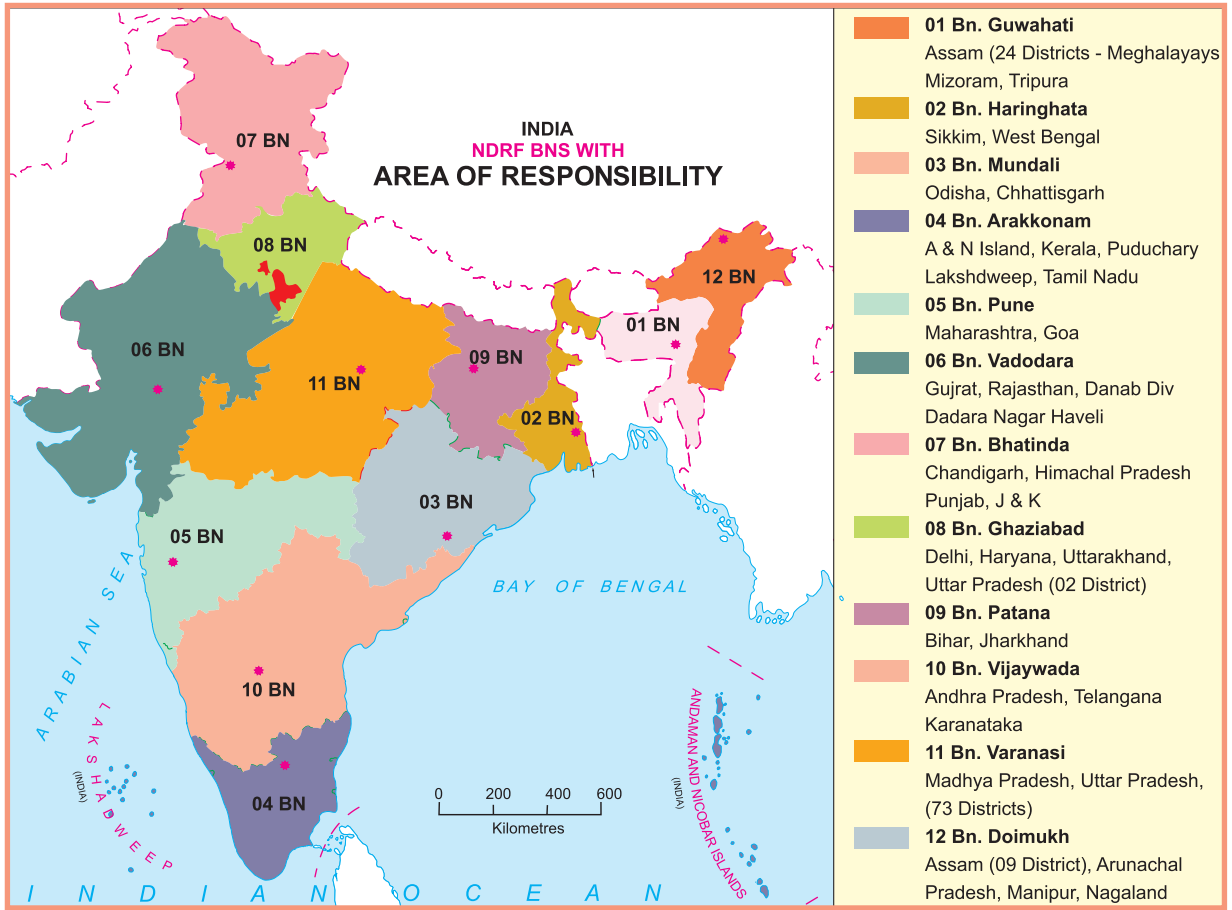 INDIA
NDRF BNS WITH
AREA OF RESPONSIBILITY
07 BN
08 BN
12 BN
01 BN
06 BN
09 BN
11 BN
02 BN
03 BN
05 BN
10 BN
04 BN
ARABIAN SEA
BAY OF BENGAL
LAKSHADWEEP
(INDIA)
ANDAMAN AND NICOBAR ISLANDS
(INDIA)
0 200 400 600
Kilometres
INDIAN OCEAN
01 Bn. Guwahati
Assam (24 Districts - Meghalayays
Mizoram, Tripura
02 Bn. Haringhata
Sikkim, West Bengal
03 Bn. Mundali
Odisha, Chhattisgarh
04 Bn. Arakkonam
A & N Island, Kerala, Puduchary
Lakshdweep, Tamil Nadu
05 Bn. Pune
Maharashtra, Goa
06 Bn. Vadodara
Gujrat, Rajasthan, Danab Div
Dadara Nagar Haveli
07 Bn. Bhatinda
Chandigarh, Himachal Pradesh
Punjab, J & K
08 Bn. Ghaziabad
Delhi, Haryana, Uttarakhand,
Uttar Pradesh (02 District)
09 Bn. Patana
Bihar, Jharkhand
10 Bn. Vijaywada
Andhra Pradesh, Telangana
Karanataka
11 Bn. Varanasi
Madhya Pradesh, Uttar Pradesh,
(73 Districts)
12 Bn. Doimukh
Assam (09 District), Arunachal
Pradesh, Manipur, Nagaland